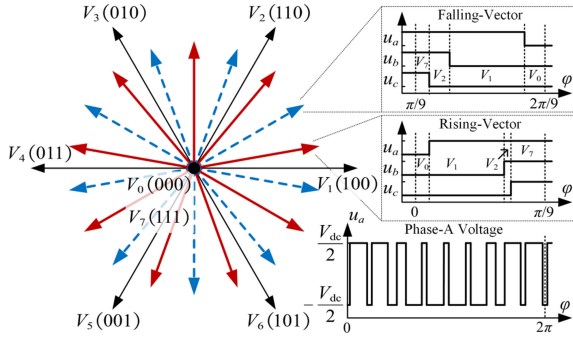 V3(010)
V2(110)
V4(011)
V0(000)
V1(100)
V7(111)
V5(001)
V6(101)
Falling-Vector
ua
ub
uc
V7
V2
V1
V0
φ
π/9
2π/9
Rising-Vector
ua
ub
uc
V0
V1
V2
V7
φ
0
π/9
ua
Phase-A Voltage
Vdc
2
− Vdc
2
φ
0
2π